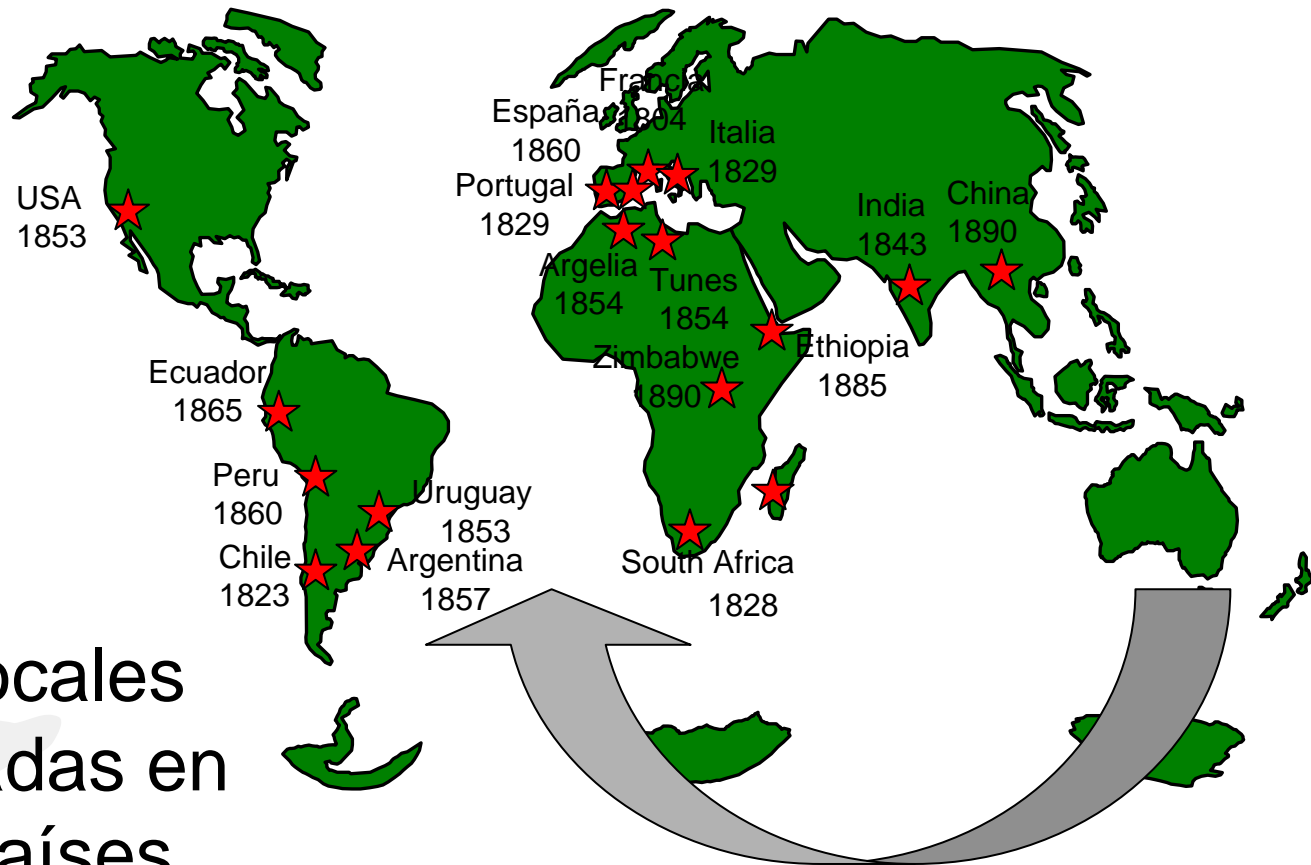 Francia
1804
España
1860
Italia
1829
Portugal
1829
USA
1853
India
1843
China
1890
Argelia
1854
Tunes
1854
Ethiopia
1885
Zimbabwe
1890
Ecuador
1865
Peru
1860
Uruguay
1853
Chile
1823
Argentina
1857
South Africa
1828
ocales
adas en
aíses